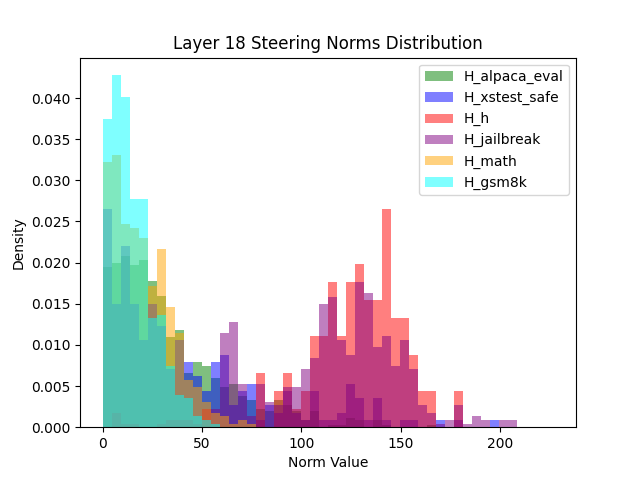 Layer 18 Steering Norms Distribution
H_alpaca_eval
H_xstest_safe
H_h
H_jailbreak
H_math
H_gsm8k
0.040
0.035
0.030
0.025
0.020
0.015
0.010
0.005
0.000
Density
0 50 100 150 200
Norm Value